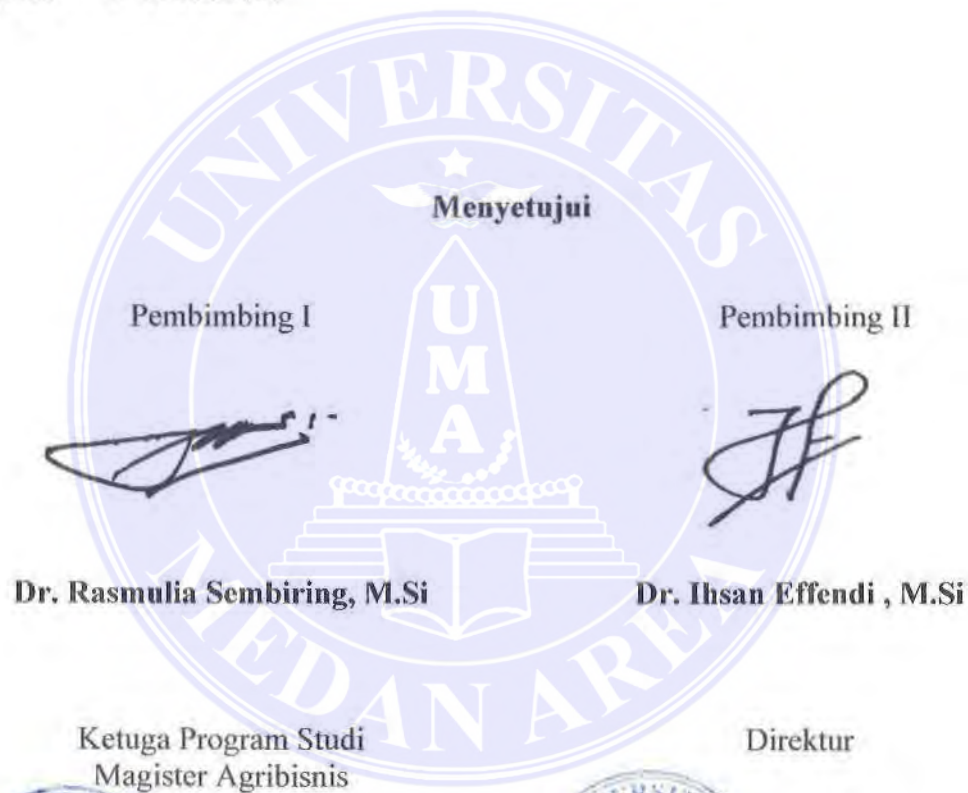 UNIVERSITAS
Menyetujui
Pembimbing I Pembimbing II
UMA
Dr. Rasmulia Sembiring, M.Si Dr. Ihsan Effendi , M.Si
MEDAN AREA
Ketuga Program Studi Direktur
Magister Agribisnis